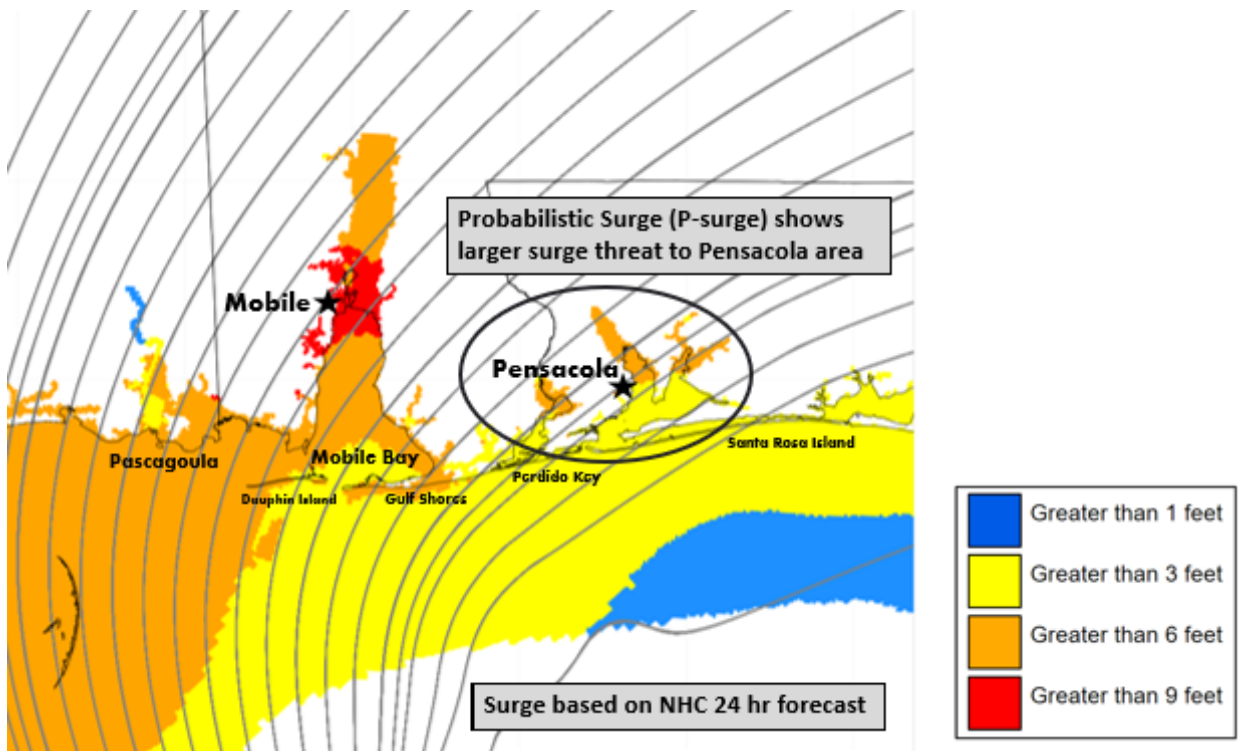 Probabilistic Surge (P-surge) shows
larger surge threat to Pensacola area
Mobile
Pensacola
Santa Rosa Island
Pascagoula
Mobile Bay
Perdido Key
Dauphin Island
Gulf Shores
Surge based on NHC 24 hr forecast
Greater than 1 feet
Greater than 3 feet
Greater than 6 feet
Greater than 9 feet